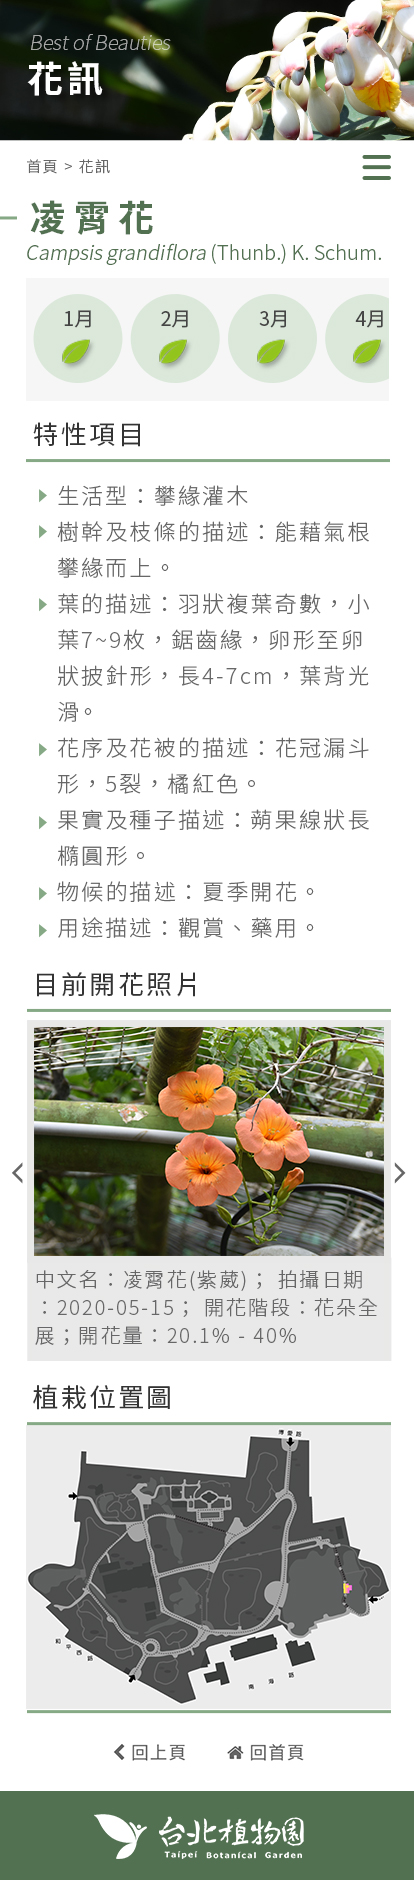 Best of Beauties
花訊
首頁 > 花訊
凌霄花
Campsis grandiflora (Thunb.) K. Schum.
1月 2月 3月 4月
特性項目
生活型：攀緣灌木
樹幹及枝條的描述：能藉氣根
攀緣而上。
葉的描述：羽狀複葉奇數，小
葉7~9枚，鋸齒緣，卵形至卵
狀披針形，長4-7cm，葉背光
滑。
花序及花被的描述：花冠漏斗
形，5裂，橘紅色。
果實及種子描述：蒴果線狀長
橢圓形。
物候的描述：夏季開花。
用途描述：觀賞、藥用。
目前開花照片
中文名：凌霄花(紫葳)； 拍攝日期
：2020-05-15； 開花階段：花朵全
展；開花量：20.1% - 40%
植栽位置圖
博愛路
和平西路
南海路
回上頁 回首頁
台北植物園
Taipei Botanical Garden